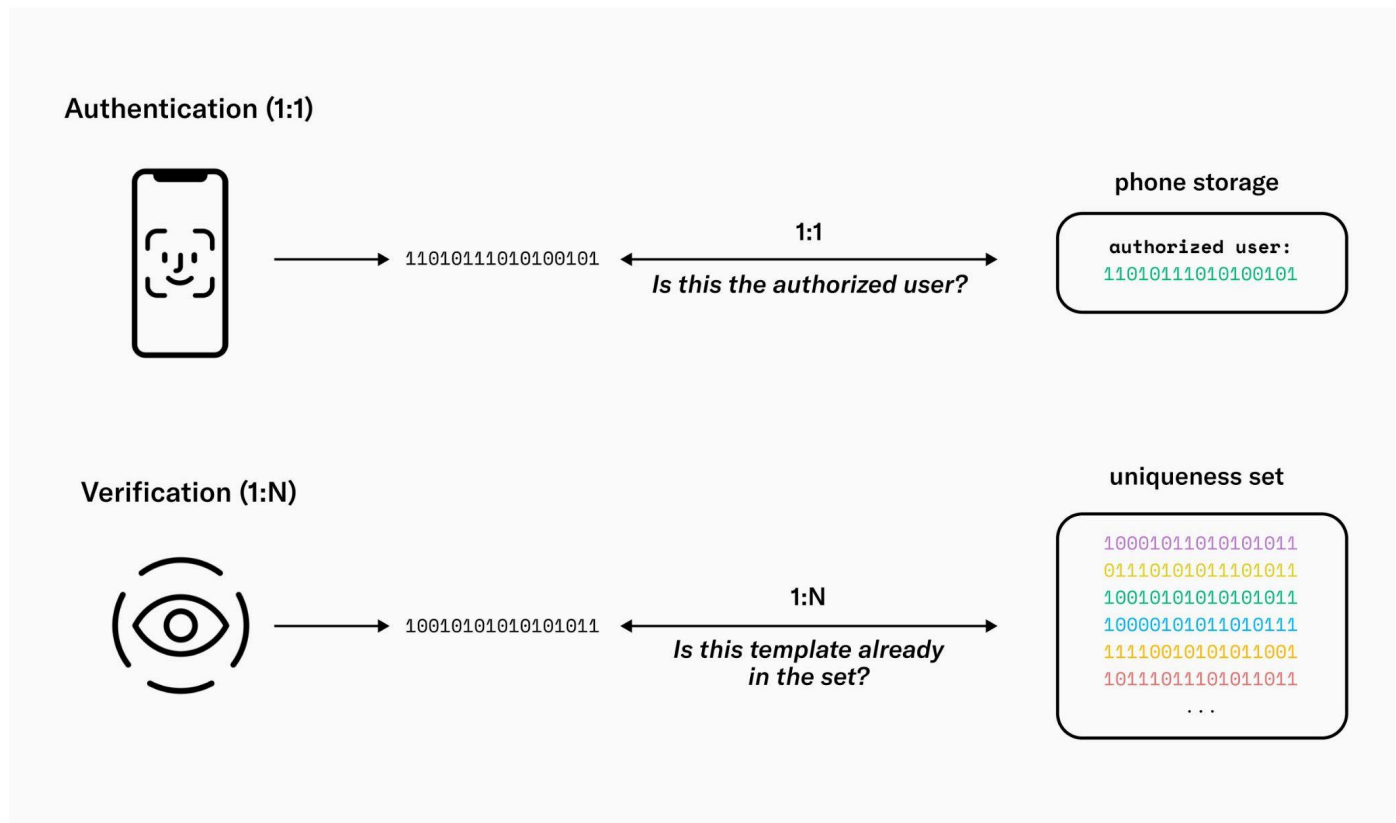 Authentication (1:1)
11010111010100101
1:1
Is this the authorized user?
phone storage
authorized user:
11010111010100101
Verification (1:N)
10010101010101011
1:N
Is this template already
in the set?
uniqueness set
10001011010101011
01110101011101011
10010101010101011
10000101011010111
11110010101011001
10111011101011011
...